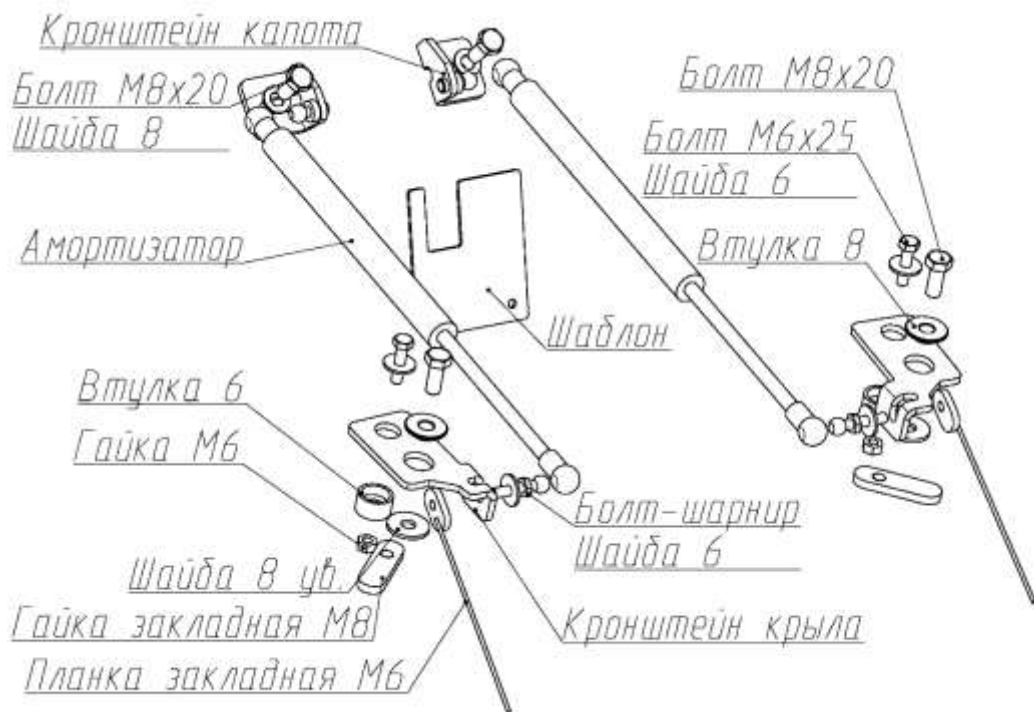 Кронштейн капота
Болт М8х20
Шайба 8
Болт М8х20
Болт М6х25
Шайба 6
Амортизатор
Втулка 8
Шаблон
Втулка 6
Гайка М6
Болт-шарнир
Шайба 6
Шайба 8 ув.
Гайка закладная М8
Кронштейн крыла
Планка закладная М6